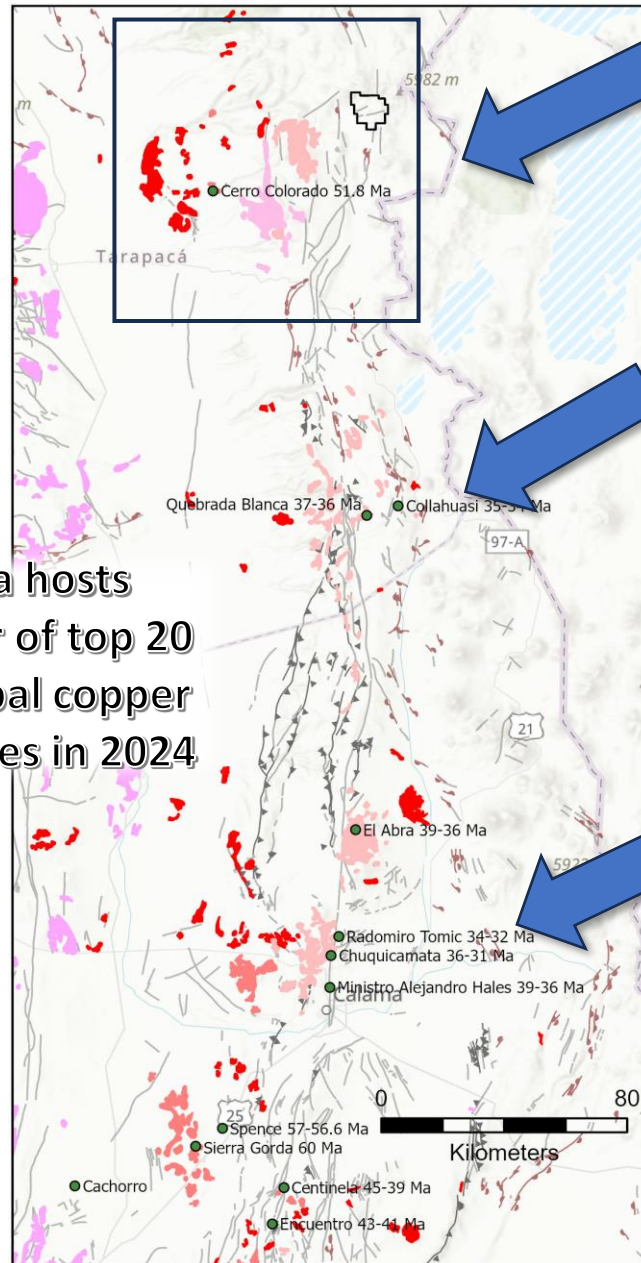 5982 m
m
Cerro Colorado 51.8 Ma
Tarapacá
Quebrada Blanca 37-36 Ma
Collahuasi 35-34 Ma
97-A
a hosts
r of top 20
bal copper
es in 2024
21
El Abra 39-36 Ma
592
Radomiro Tomic 34-32 Ma
Chuquicamata 36-31 Ma
Ministro Alejandro Hales 39-36 Ma
Calama
0 80
Kilometers
25
Spence 57-56.6 Ma
Sierra Gorda 60 Ma
Cachorro
Centinela 45-39 Ma
Encuentro 43-41 Ma